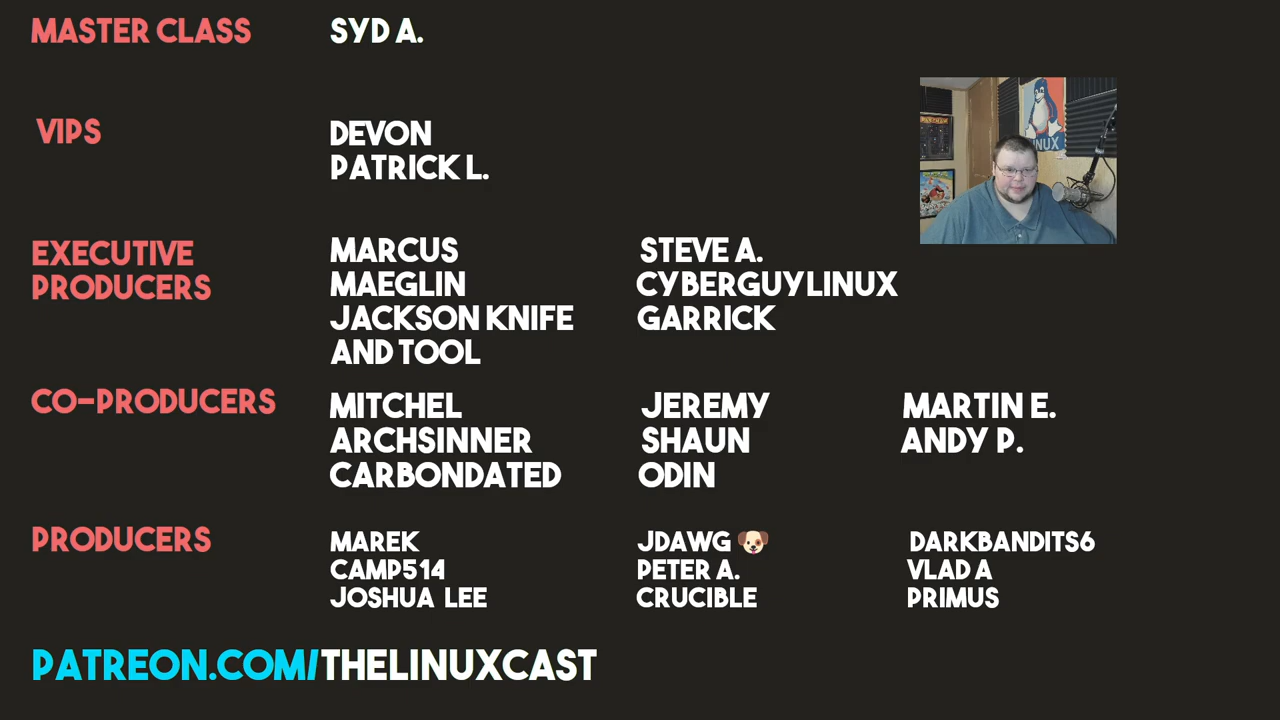 MASTER CLASS
SYD A.
VIPS
DEVON
PATRICK L.
EXECUTIVE
PRODUCERS
MARCUS
MAEGLIN
JACKSON KNIFE
AND TOOL
STEVE A.
CYBERGUYLINUX
GARRICK
CO-PRODUCERS
MITCHEL
ARCHSINNER
CARBONDATED
JEREMY
SHAUN
ODIN
MARTIN E.
ANDY P.
PRODUCERS
MAREK
CAMP514
JOSHUA LEE
JDAWG 🐶
PETER A.
CRUCIBLE
DARKBANDITS6
VLAD A
PRIMUS
PATREON.COM/THELINUXCAST
LINUX